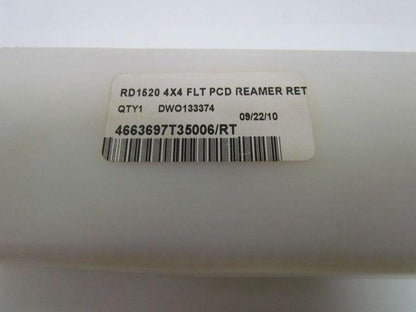 RD1520 4X4 FLT PCD REAMER RET
QTY1 DWO133374
09/22/10
4663697T35006/RT